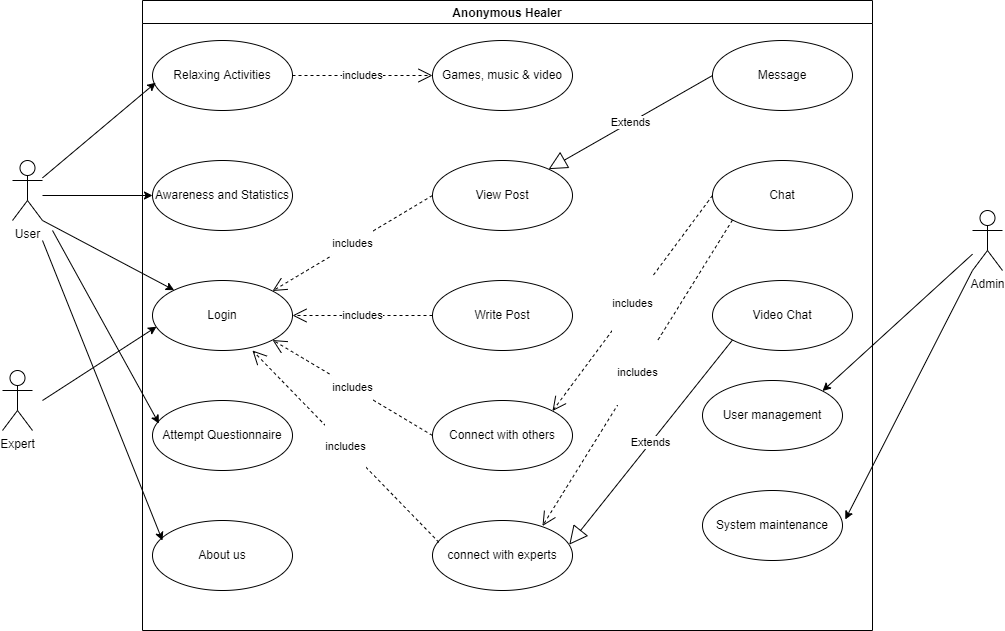 Anonymous Healer
Relaxing Activities
includes
Games, music & video
Message
Extends
Awareness and Statistics
View Post
Chat
User
includes
Admin
Login
includes
Write Post
includes
Video Chat
includes
includes
User management
Expert
Attempt Questionnaire
Connect with others
includes
Extends
System maintenance
About us
connect with experts